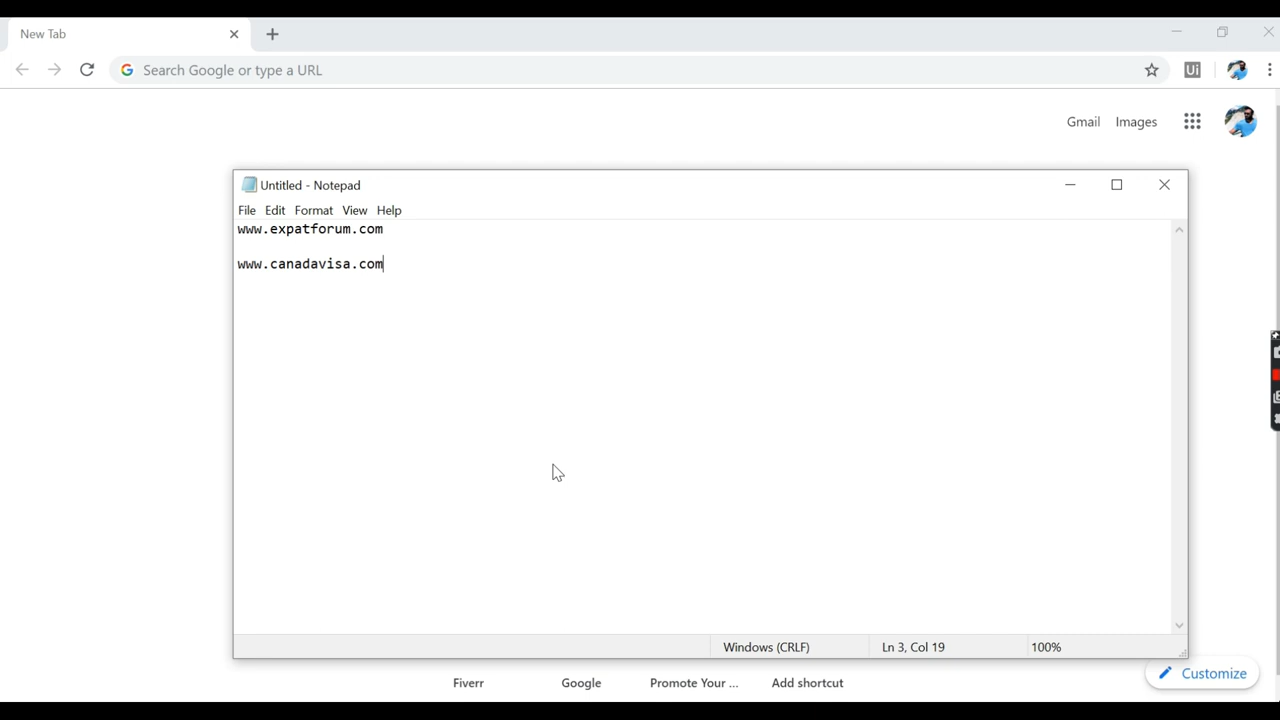 New Tab
Search Google or type a URL
Ui
Gmail Images
Untitled - Notepad
File Edit Format View Help
www.expatforum.com
www.canadavisa.com
Windows (CRLF) Ln 3, Col 19 100%
Customize
Fiverr Google Promote Your ... Add shortcut